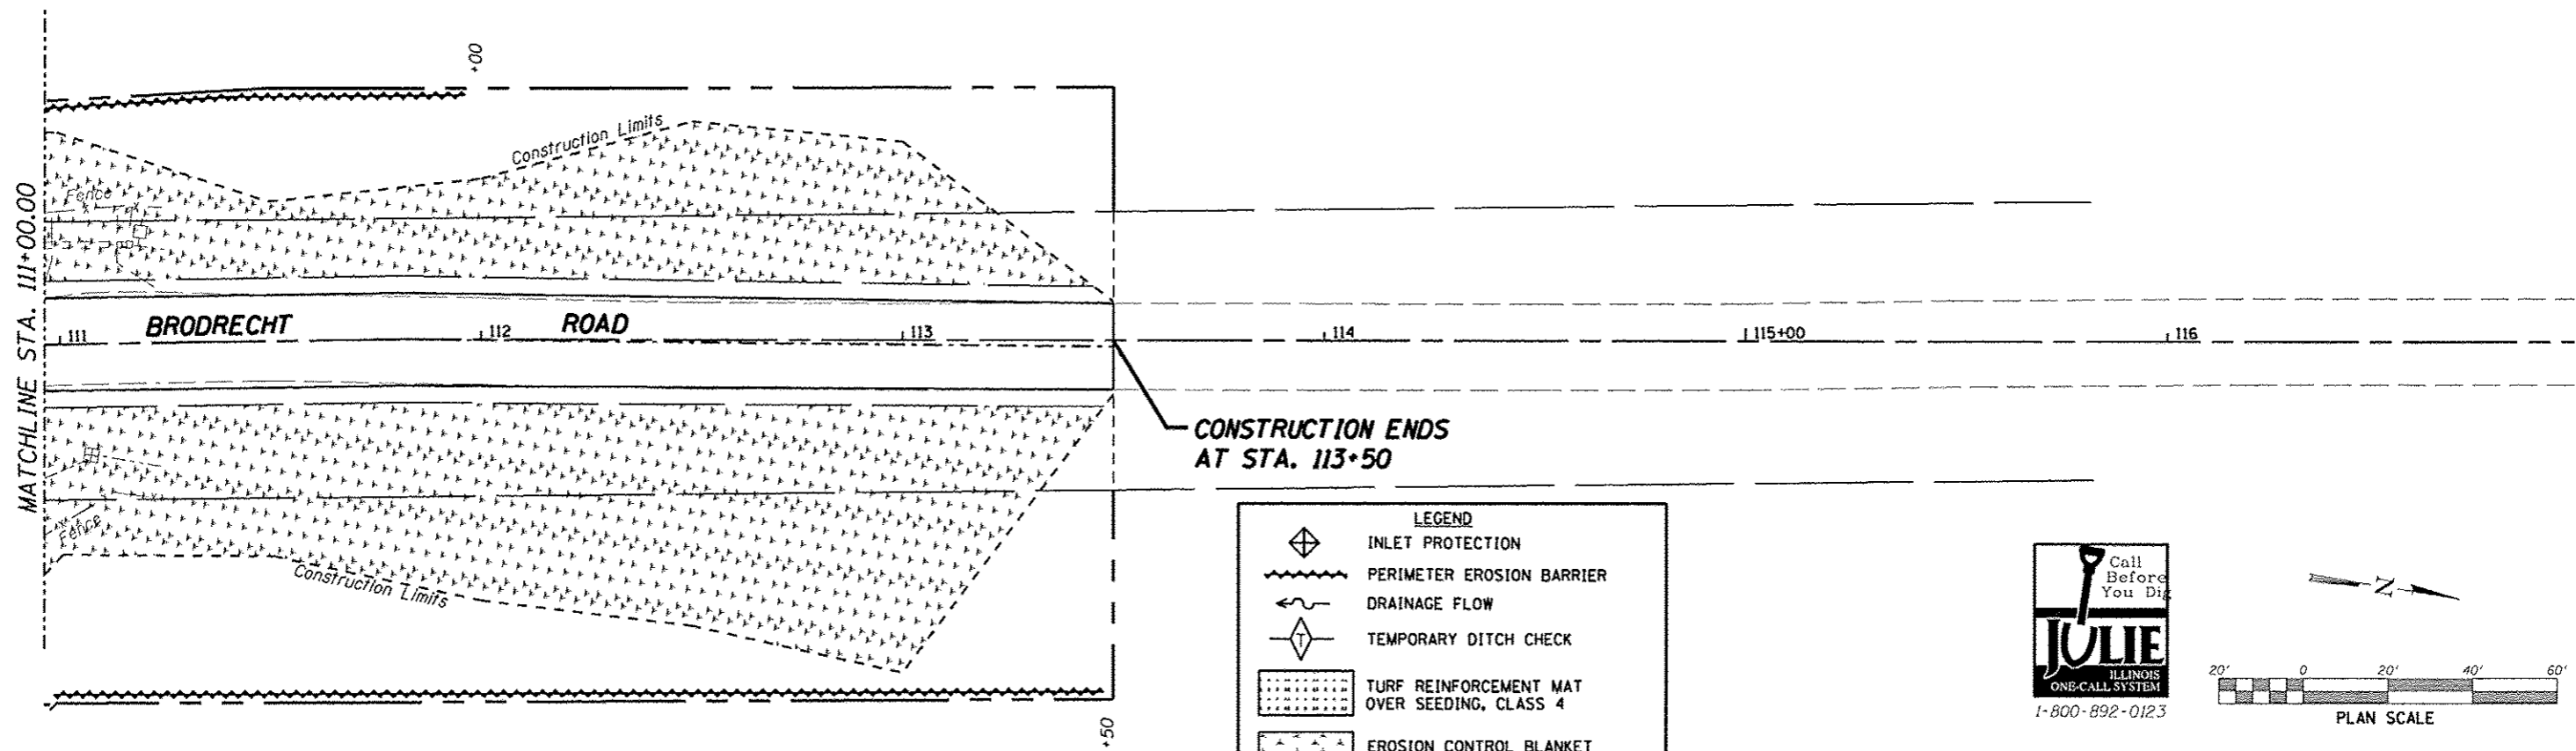 +00
Construction Limits
MATCHLINE STA. 111+00.00
Fence
BRODRECHT ROAD
111
112
113
114
115+00
116
CONSTRUCTION ENDS
AT STA. 113+50
Fence
Construction Limits
+50
LEGEND
INLET PROTECTION
PERIMETER EROSION BARRIER
DRAINAGE FLOW
T
TEMPORARY DITCH CHECK
TURF REINFORCEMENT MAT
OVER SEEDING, CLASS 4
EROSION CONTROL BLANKET
Call
Before
You Dig
JULIE
ILLINOIS
ONE-CALL SYSTEM
1-800-892-0123
N
20' 0 20' 40' 60'
PLAN SCALE